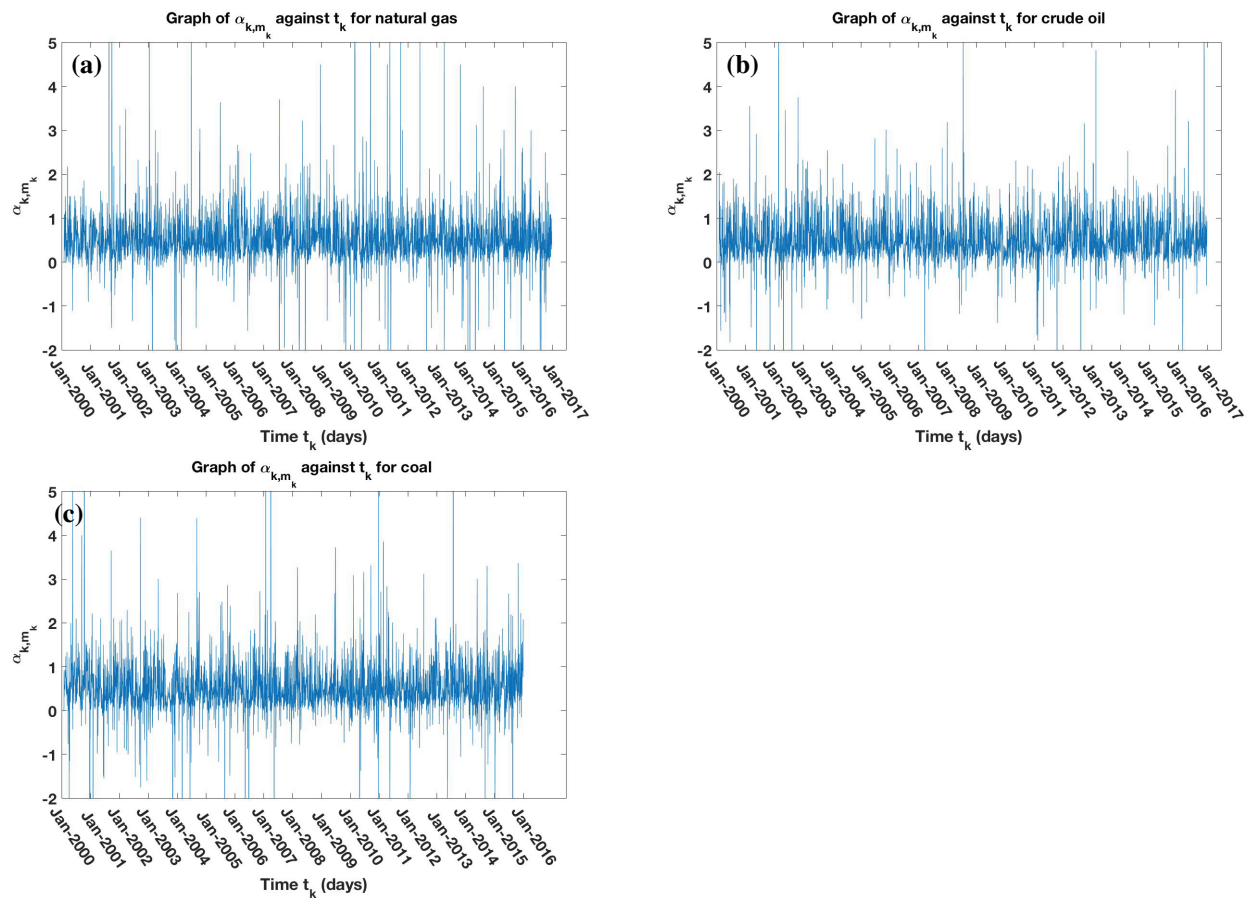 Graph of α_{k,m_k} against t_k for natural gas
(a)
5
4
3
2
1
0
-1
-2
α_{k,m_k}
Jan-2000 Jan-2001 Jan-2002 Jan-2003 Jan-2004 Jan-2005 Jan-2006 Jan-2007 Jan-2008 Jan-2009 Jan-2010 Jan-2011 Jan-2012 Jan-2013 Jan-2014 Jan-2015 Jan-2016 Jan-2017
Time t_k (days)
Graph of α_{k,m_k} against t_k for crude oil
(b)
5
4
3
2
1
0
-1
-2
α_{k,m_k}
Jan-2000 Jan-2001 Jan-2002 Jan-2003 Jan-2004 Jan-2005 Jan-2006 Jan-2007 Jan-2008 Jan-2009 Jan-2010 Jan-2011 Jan-2012 Jan-2013 Jan-2014 Jan-2015 Jan-2016 Jan-2017
Time t_k (days)
Graph of α_{k,m_k} against t_k for coal
(c)
5
4
3
2
1
0
-1
-2
α_{k,m_k}
Jan-2000 Jan-2001 Jan-2002 Jan-2003 Jan-2004 Jan-2005 Jan-2006 Jan-2007 Jan-2008 Jan-2009 Jan-2010 Jan-2011 Jan-2012 Jan-2013 Jan-2014 Jan-2015 Jan-2016
Time t_k (days)